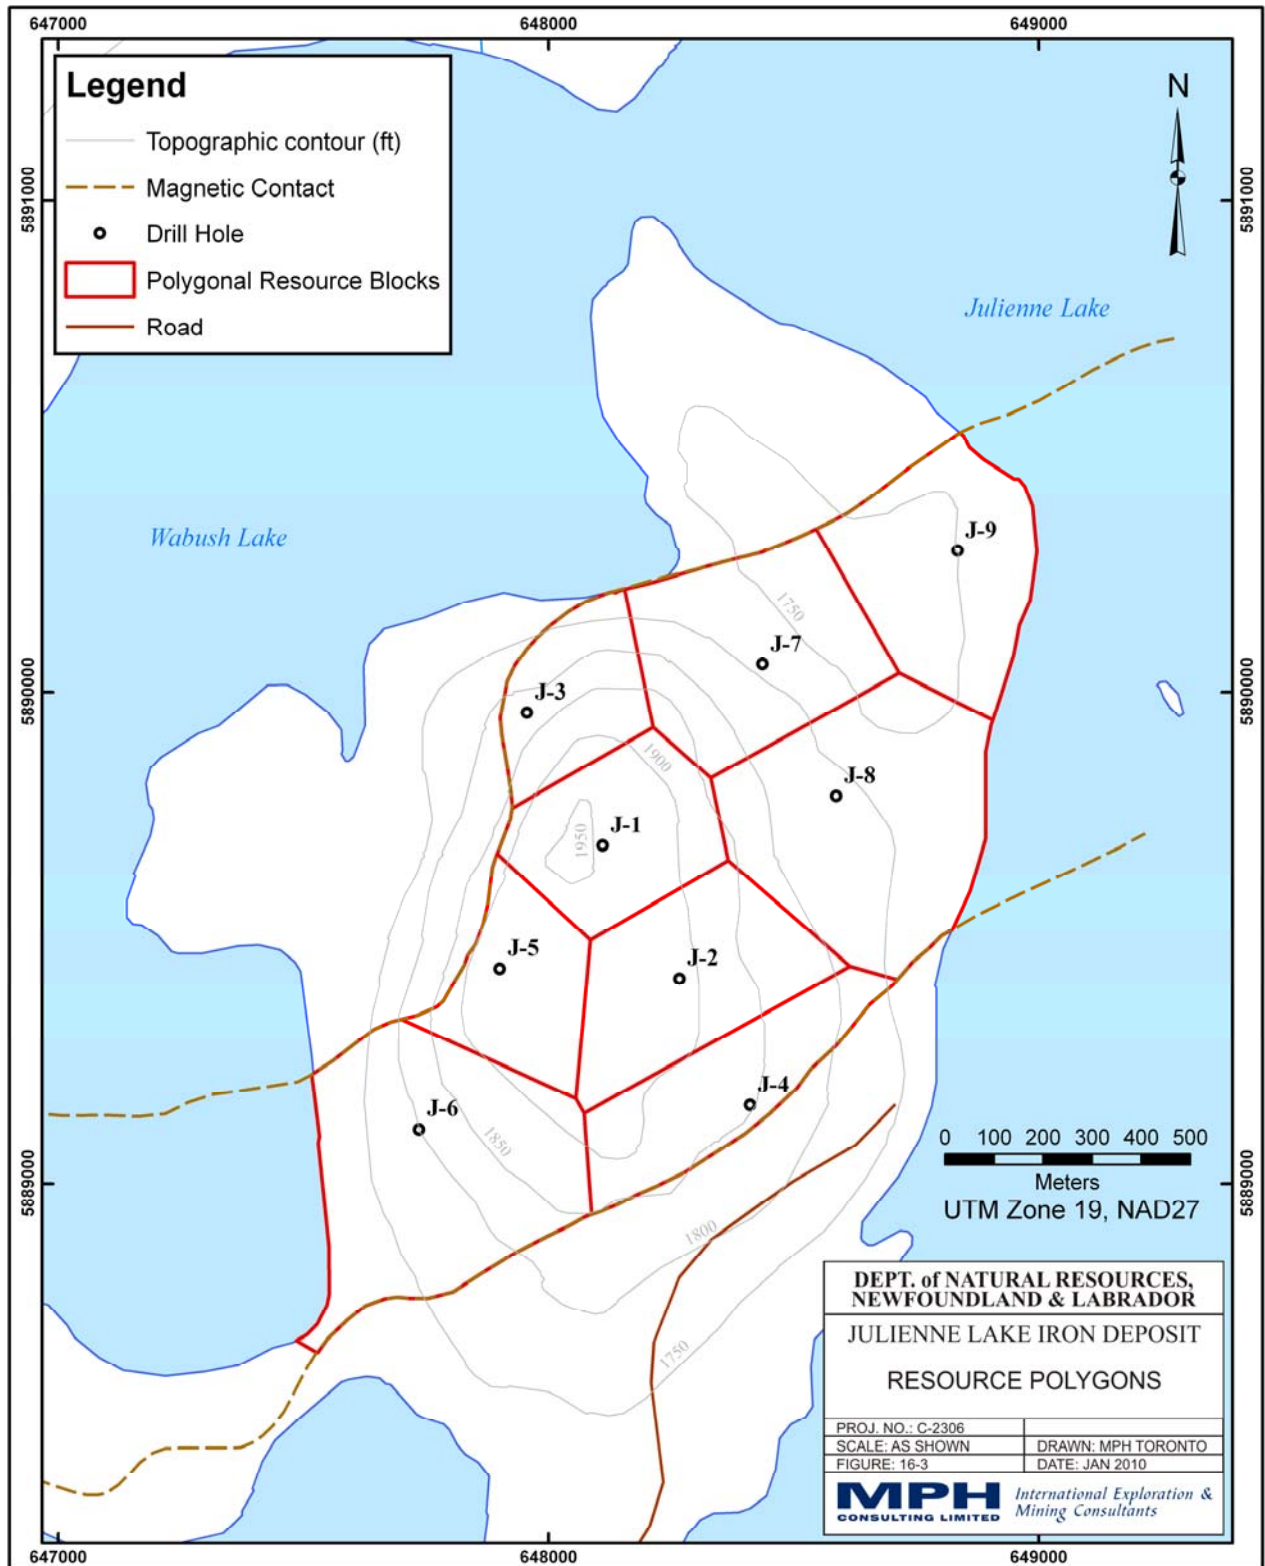 647000 648000 649000
Legend
Topographic contour (ft)
Magnetic Contact
Drill Hole
Polygonal Resource Blocks
Road
N
5891000 5891000
Julienne Lake
Wabush Lake
J-9
1750
J-7
J-3
5890000 5890000
1900
J-8
J-1
1950
J-5
J-2
J-4
J-6
1850
0 100 200 300 400 500
Meters
5889000 5889000
UTM Zone 19, NAD27
1800
1750
DEPT. of NATURAL RESOURCES,
NEWFOUNDLAND & LABRADOR
JULIENNE LAKE IRON DEPOSIT
RESOURCE POLYGONS
PROJ. NO.: C-2306
SCALE: AS SHOWN DRAWN: MPH TORONTO
FIGURE: 16-3 DATE: JAN 2010
MPH
CONSULTING LIMITED
International Exploration &
Mining Consultants
647000 648000 649000